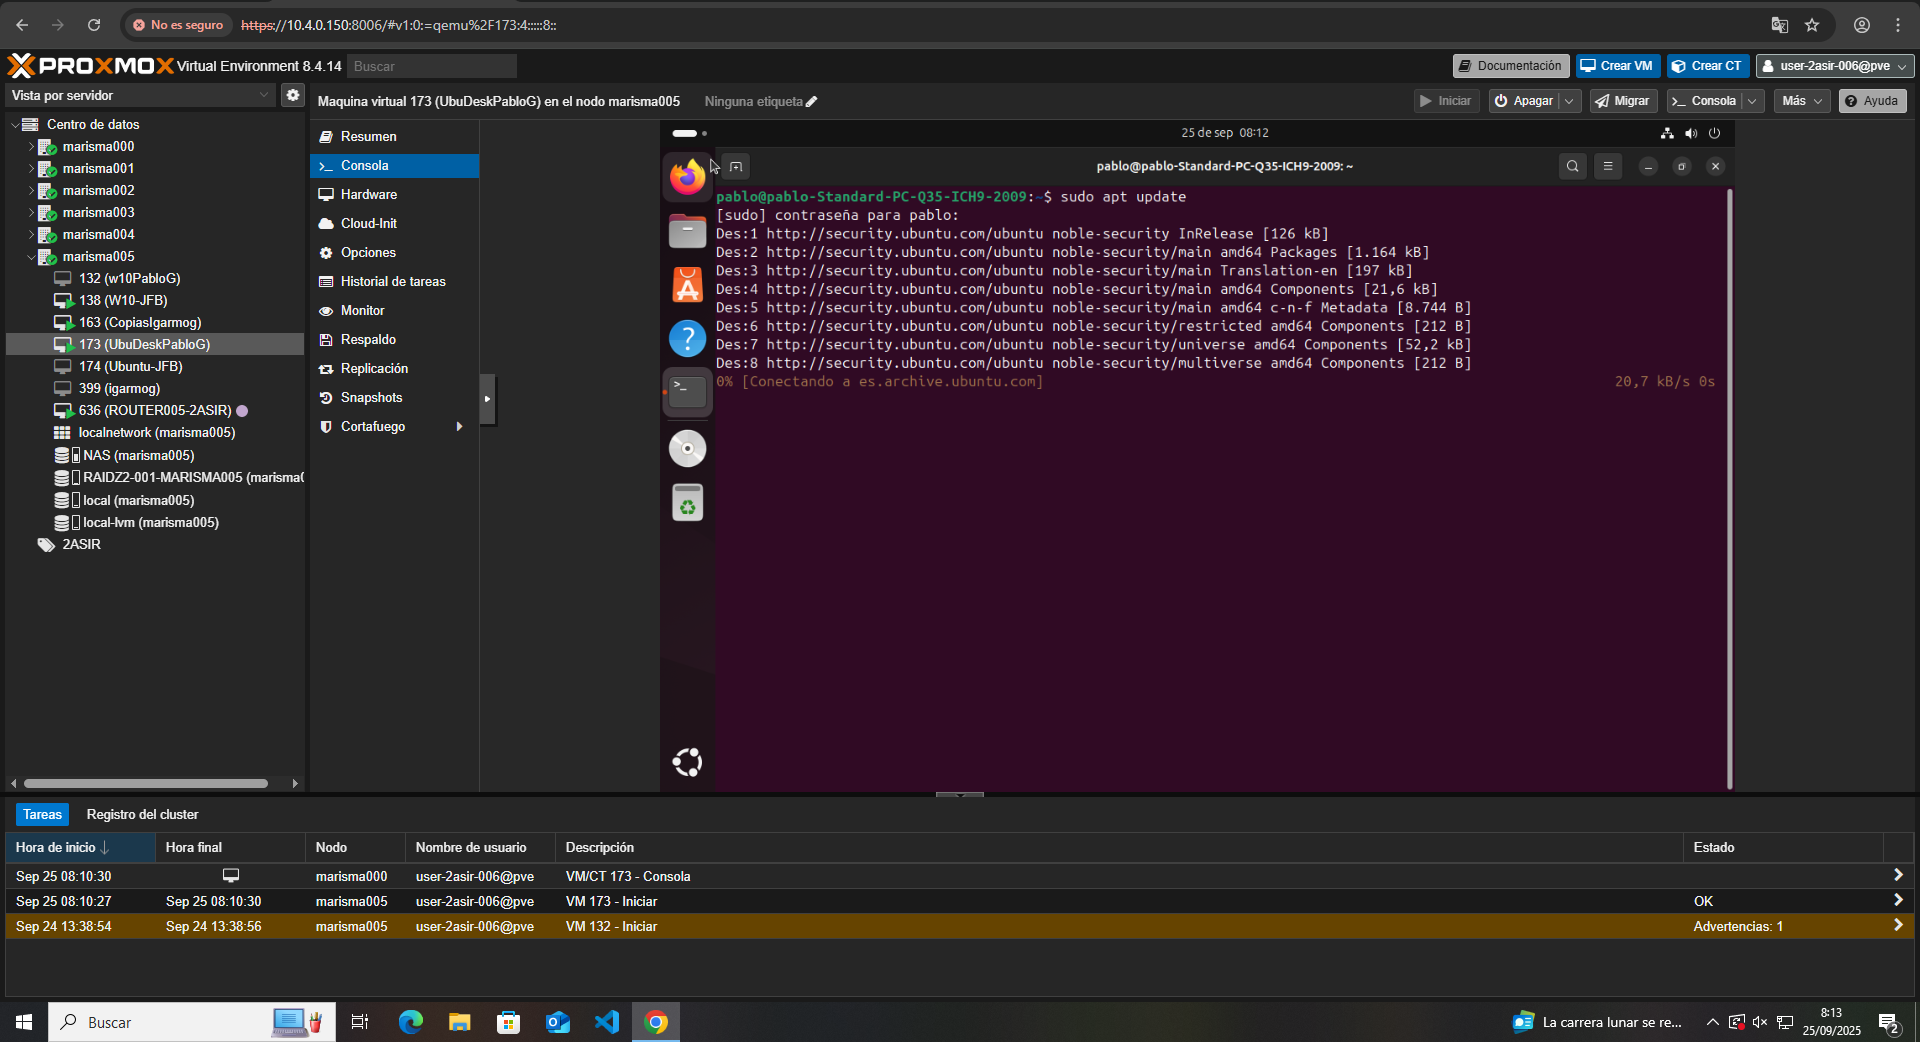 No es seguro
https://10.4.0.150:8006/#v1:0:=qemu%2F173:4:::::8::
PROXMOX Virtual Environment 8.4.14
Buscar
Documentación
Crear VM
Crear CT
user-2asir-006@pve
Vista por servidor
Maquina virtual 173 (UbuDeskPabloG) en el nodo marisma005
Ninguna etiqueta
Iniciar
Apagar
Migrar
Consola
Más
Ayuda
Centro de datos
marisma000
marisma001
marisma002
marisma003
marisma004
marisma005
132 (w10PabloG)
138 (W10-JFB)
163 (CopiasIgarmog)
173 (UbuDeskPabloG)
174 (Ubuntu-JFB)
399 (igarmog)
636 (ROUTER005-2ASIR)
localnetwork (marisma005)
NAS (marisma005)
RAIDZ2-001-MARISMA005 (marisma0
local (marisma005)
local-lvm (marisma005)
2ASIR
Resumen
Consola
Hardware
Cloud-Init
Opciones
Historial de tareas
Monitor
Respaldo
Replicación
Snapshots
Cortafuego
25 de sep 08:12
pablo@pablo-Standard-PC-Q35-ICH9-2009: ~
pablo@pablo-Standard-PC-Q35-ICH9-2009:~$ sudo apt update
[sudo] contraseña para pablo:
Des:1 http://security.ubuntu.com/ubuntu noble-security InRelease [126 kB]
Des:2 http://security.ubuntu.com/ubuntu noble-security/main amd64 Packages [1.164 kB]
Des:3 http://security.ubuntu.com/ubuntu noble-security/main Translation-en [197 kB]
Des:4 http://security.ubuntu.com/ubuntu noble-security/main amd64 Components [21,6 kB]
Des:5 http://security.ubuntu.com/ubuntu noble-security/main amd64 c-n-f Metadata [8.744 B]
Des:6 http://security.ubuntu.com/ubuntu noble-security/restricted amd64 Components [212 B]
Des:7 http://security.ubuntu.com/ubuntu noble-security/universe amd64 Components [52,2 kB]
Des:8 http://security.ubuntu.com/ubuntu noble-security/multiverse amd64 Components [212 B]
0% [Conectando a es.archive.ubuntu.com] 20,7 kB/s 0s
Tareas
Registro del cluster
Hora de inicio Hora final Nodo Nombre de usuario Descripción Estado
Sep 25 08:10:30 marisma000 user-2asir-006@pve VM/CT 173 - Consola
Sep 25 08:10:27 Sep 25 08:10:30 marisma005 user-2asir-006@pve VM 173 - Iniciar OK
Sep 24 13:38:54 Sep 24 13:38:56 marisma005 user-2asir-006@pve VM 132 - Iniciar Advertencias: 1
Buscar
La carrera lunar se re...
8:13
25/09/2025
2